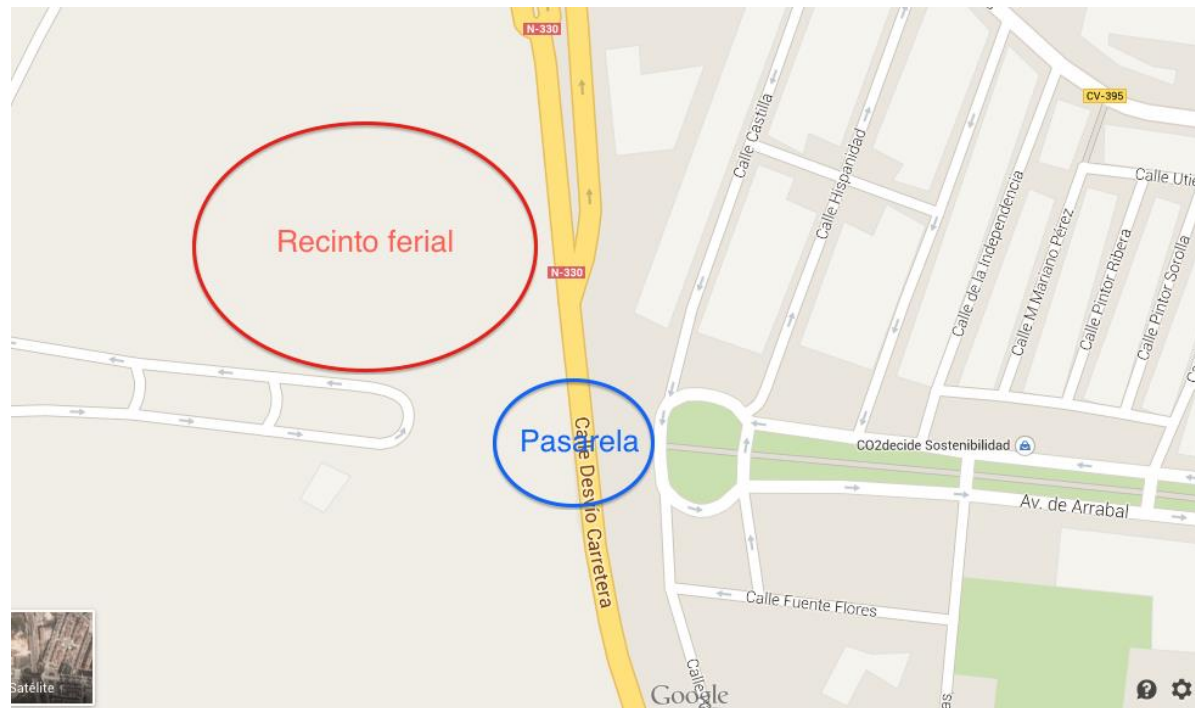 N-330
CV-395
Calle Castilla
Calle Hispanidad
Calle de la Independencia
Calle M Mariano Pérez
Calle Pintor Ribera
Calle Pintor Sorolla
Calle Utie
Recinto ferial
N-330
Pasarela
Calle Desvío Carretera
CO2decide Sostenibilidad
Av. de Arrabal
Calle Fuente Flores
Calle
Satélite
Google